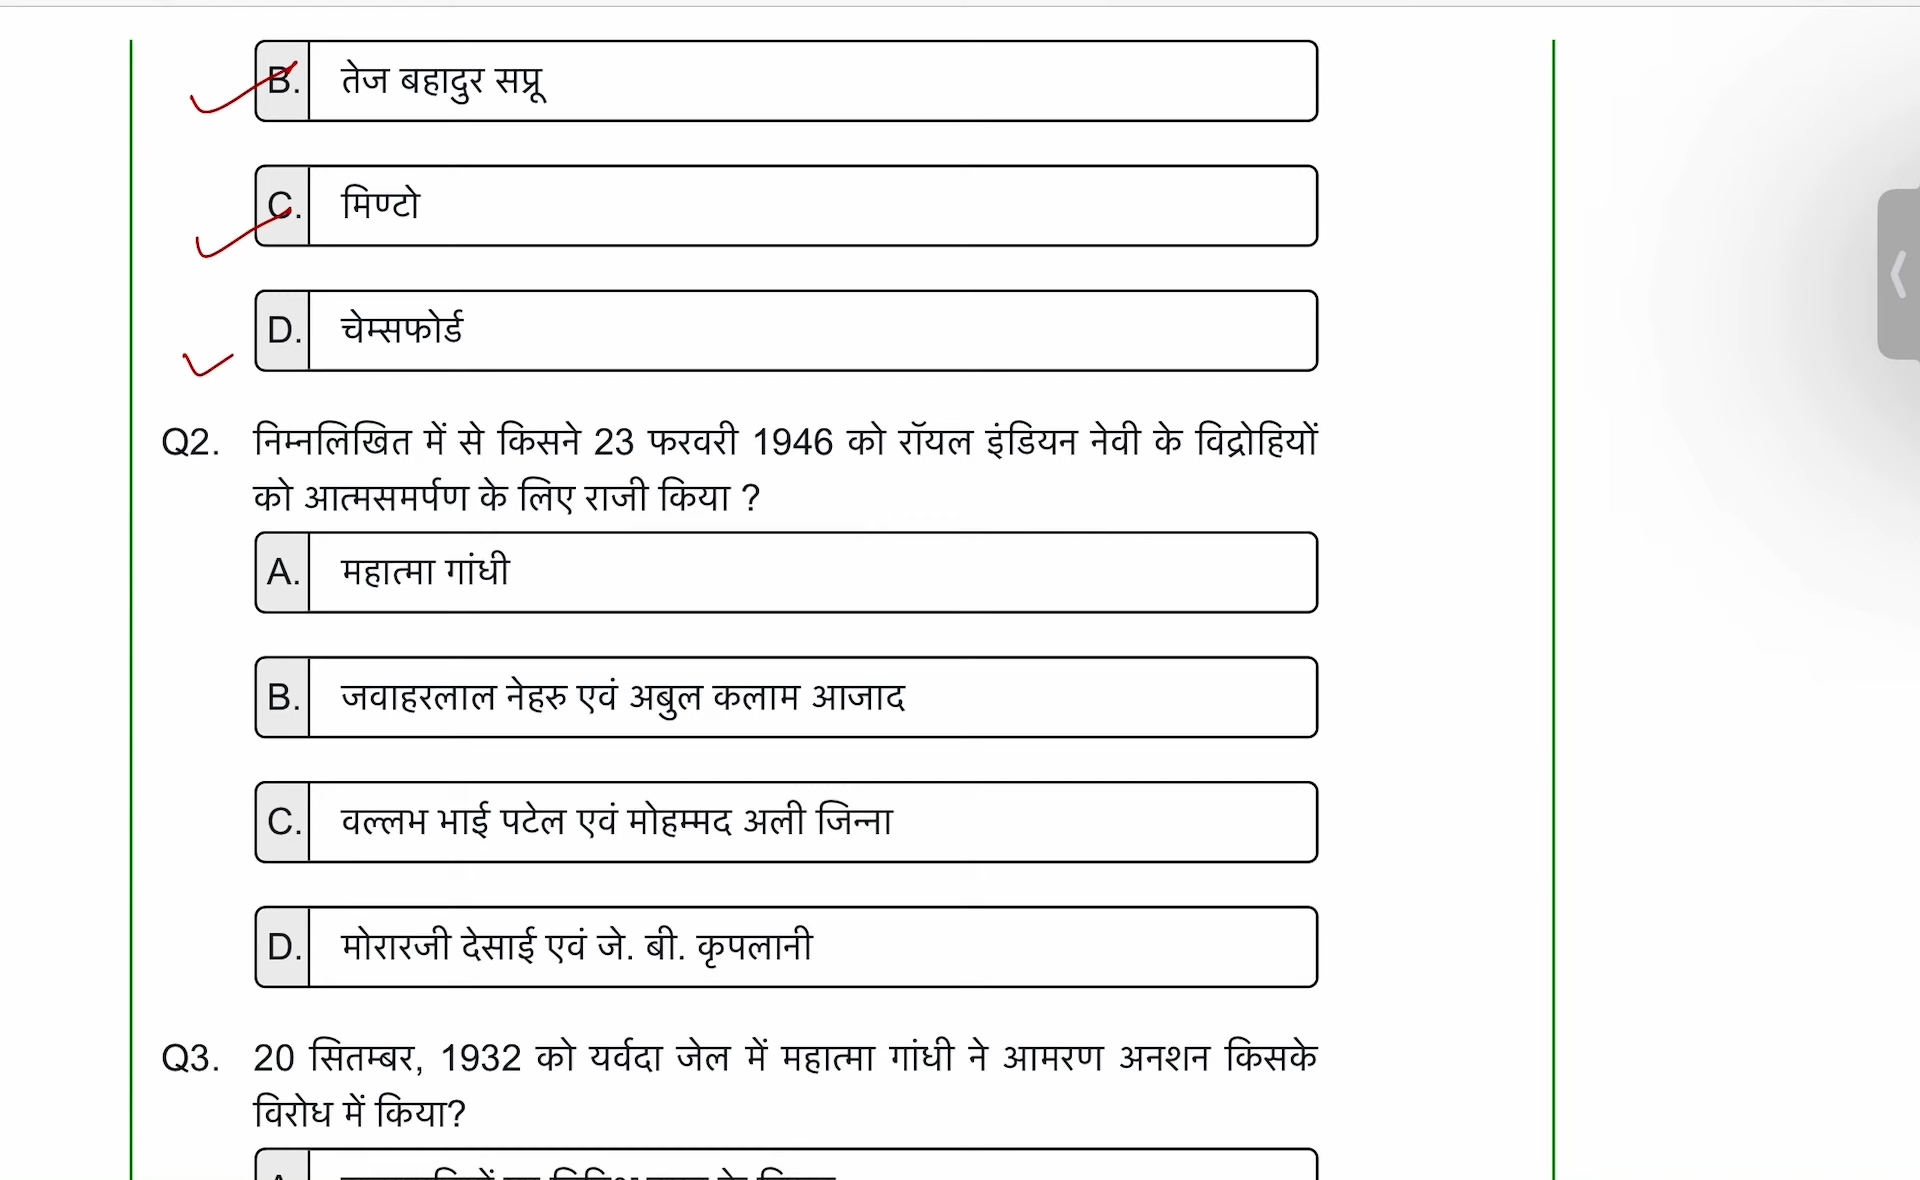 B. तेज बहादुर सप्रू
C. मिण्टो
D. चेम्सफोर्ड
Q2. निम्नलिखित में से किसने 23 फरवरी 1946 को रॉयल इंडियन नेवी के विद्रोहियों
को आत्मसमर्पण के लिए राजी किया ?
A. महात्मा गांधी
B. जवाहरलाल नेहरु एवं अबुल कलाम आजाद
C. वल्लभ भाई पटेल एवं मोहम्मद अली जिन्ना
D. मोरारजी देसाई एवं जे. बी. कृपलानी
Q3. 20 सितम्बर, 1932 को यर्वदा जेल में महात्मा गांधी ने आमरण अनशन किसके
विरोध में किया?